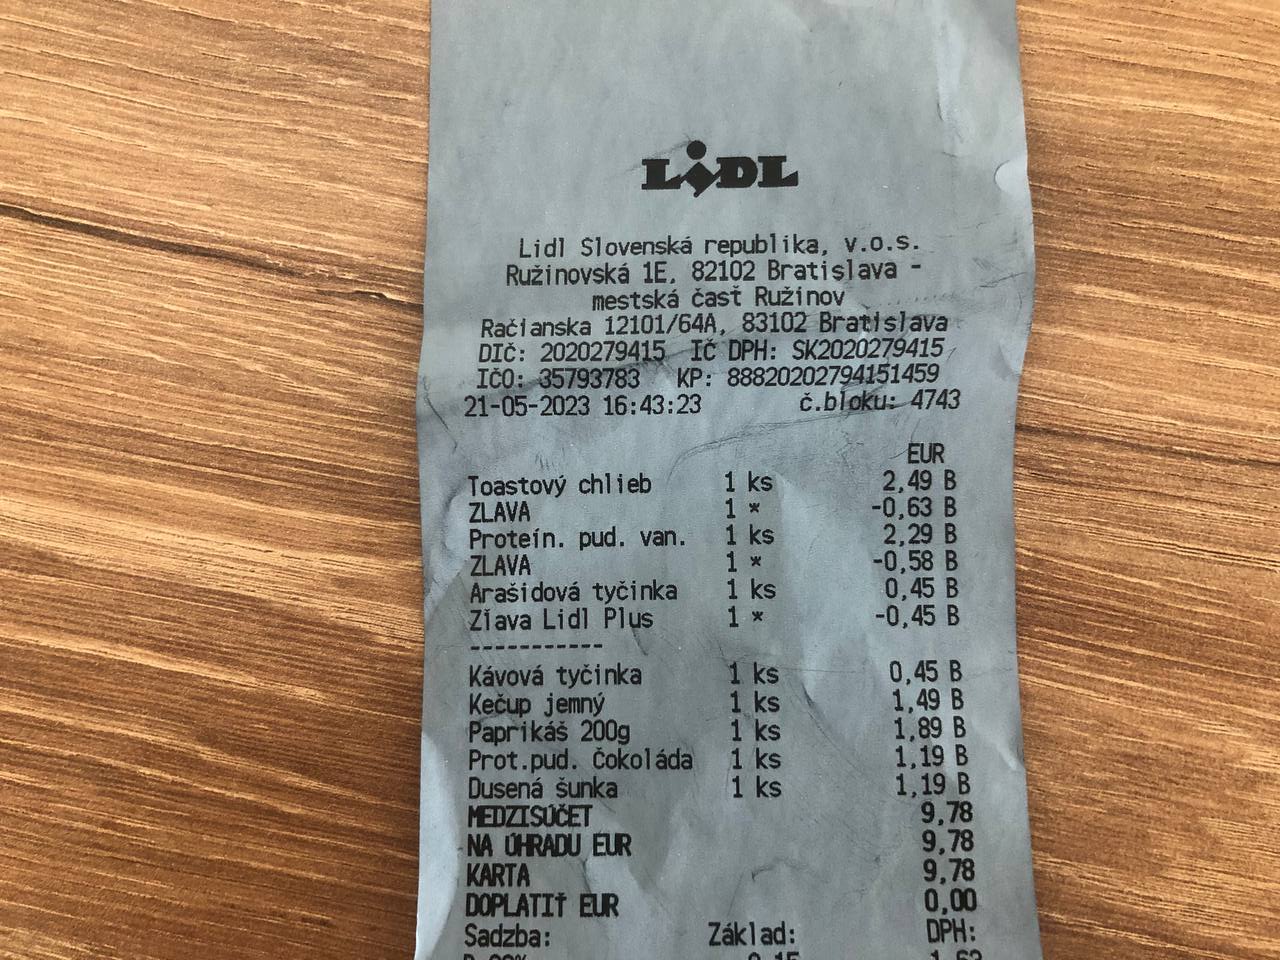 LiDL
Lidl Slovenská republika, v.o.s.
Ružinovská 1E, 82102 Bratislava -
mestská časť Ružinov
Račianska 12101/64A, 83102 Bratislava
DIČ: 2020279415 IČ DPH: SK2020279415
IČO: 35793783 KP: 88820202794151459
21-05-2023 16:43:23 č.bloku: 4743
EUR
Toastový chlieb 1 ks 2,49 B
ZLAVA 1 * -0,63 B
Proteín. pud. van. 1 ks 2,29 B
ZLAVA 1 * -0,58 B
Arašidová tyčinka 1 ks 0,45 B
Zľava Lidl Plus 1 * -0,45 B
-----------
Kávová tyčinka 1 ks 0,45 B
Kečup jemný 1 ks 1,49 B
Paprikáš 200g 1 ks 1,89 B
Prot.pud. Čokoláda 1 ks 1,19 B
Dusená šunka 1 ks 1,19 B
MEDZISÚČET 9,78
NA ÚHRADU EUR 9,78
KARTA 9,78
DOPLATIŤ EUR 0,00
Sadzba: Základ: DPH: